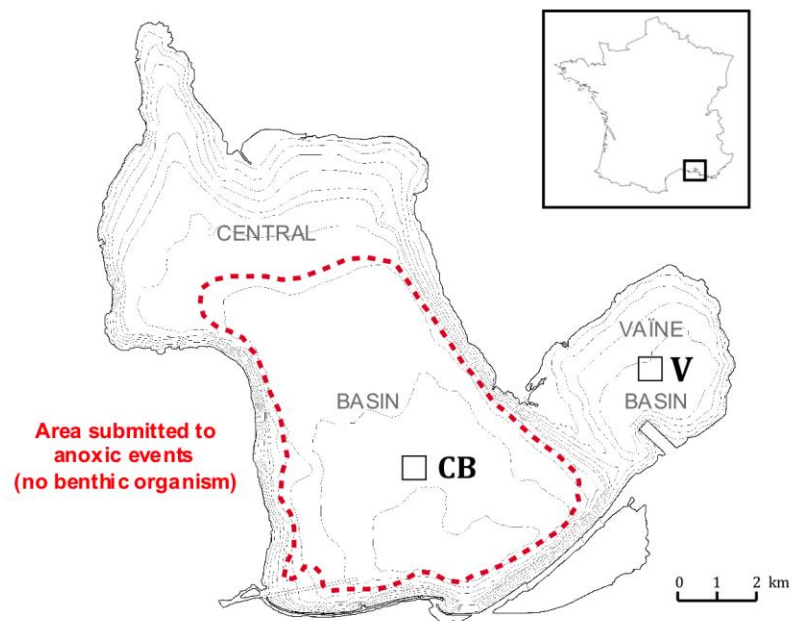 CENTRAL
VAÏNE
V
BASIN
BASIN
Area submitted to
anoxic events
(no benthic organism)
CB
0 1 2 km